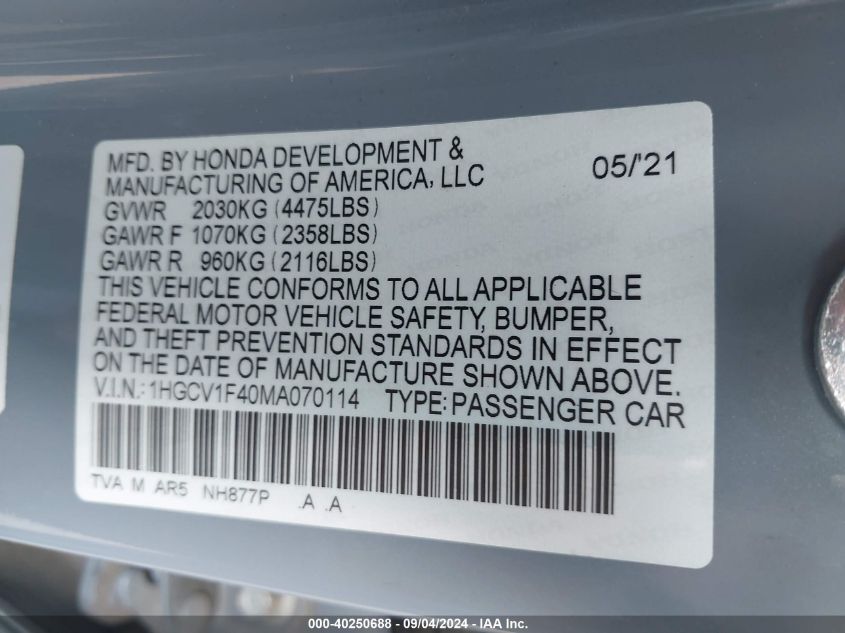 MFD. BY HONDA DEVELOPMENT &
MANUFACTURING OF AMERICA, LLC 05/'21
GVWR 2030KG (4475LBS)
GAWR F 1070KG (2358LBS)
GAWR R 960KG (2116LBS)
THIS VEHICLE CONFORMS TO ALL APPLICABLE
FEDERAL MOTOR VEHICLE SAFETY, BUMPER,
AND THEFT PREVENTION STANDARDS IN EFFECT
ON THE DATE OF MANUFACTURE SHOWN ABOVE.
V.I.N.: 1HGCV1F40MA070114 TYPE: PASSENGER CAR
TVA M AR5 NH877P .A .A
000-40250688 - 09/04/2024 - IAAI.com